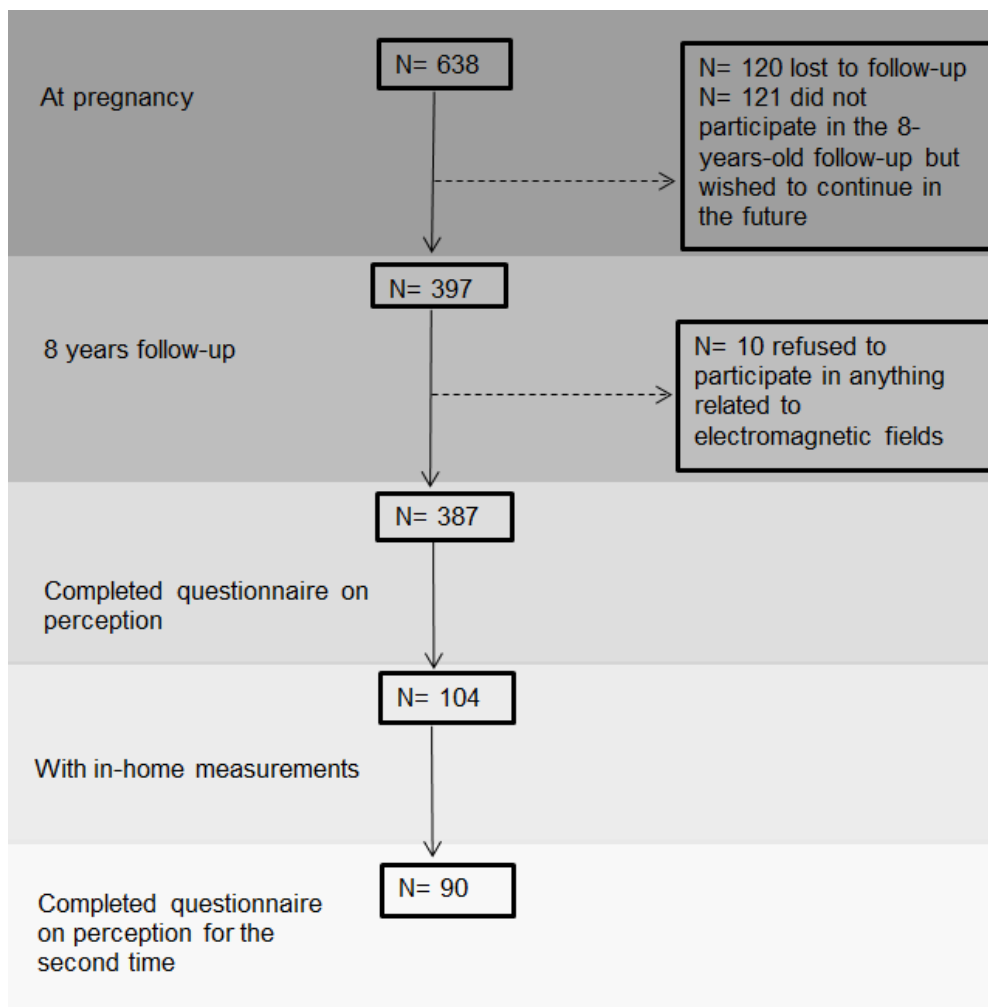 N= 638
At pregnancy
N= 120 lost to follow-up
N= 121 did not
participate in the 8-
years-old follow-up but
wished to continue in
the future
N= 397
8 years follow-up
N= 10 refused to
participate in anything
related to
electromagnetic fields
N= 387
Completed questionnaire on
perception
N= 104
With in-home measurements
N= 90
Completed questionnaire
on perception for the
second time